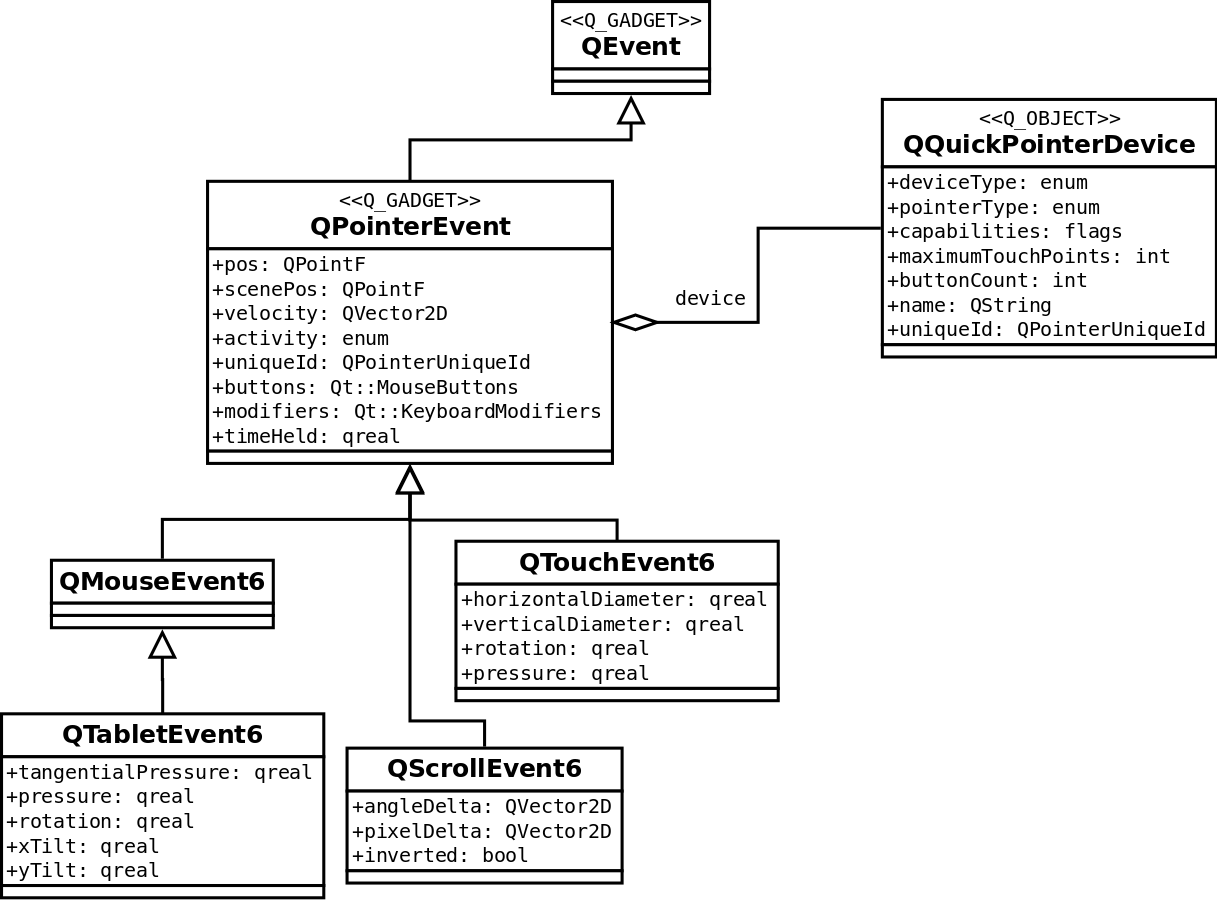 <<Q_GADGET>>
QEvent
<<Q_OBJECT>>
QQuickPointerDevice
+deviceType: enum
+pointerType: enum
+capabilities: flags
+maximumTouchPoints: int
+buttonCount: int
+name: QString
+uniqueId: QPointerUniqueId
<<Q_GADGET>>
QPointerEvent
+pos: QPointF
+scenePos: QPointF
+velocity: QVector2D
+activity: enum
+uniqueId: QPointerUniqueId
+buttons: Qt::MouseButtons
+modifiers: Qt::KeyboardModifiers
+timeHeld: qreal
device
QMouseEvent6
QTouchEvent6
+horizontalDiameter: qreal
+verticalDiameter: qreal
+rotation: qreal
+pressure: qreal
QTabletEvent6
+tangentialPressure: qreal
+pressure: qreal
+rotation: qreal
+xTilt: qreal
+yTilt: qreal
QScrollEvent6
+angleDelta: QVector2D
+pixelDelta: QVector2D
+inverted: bool